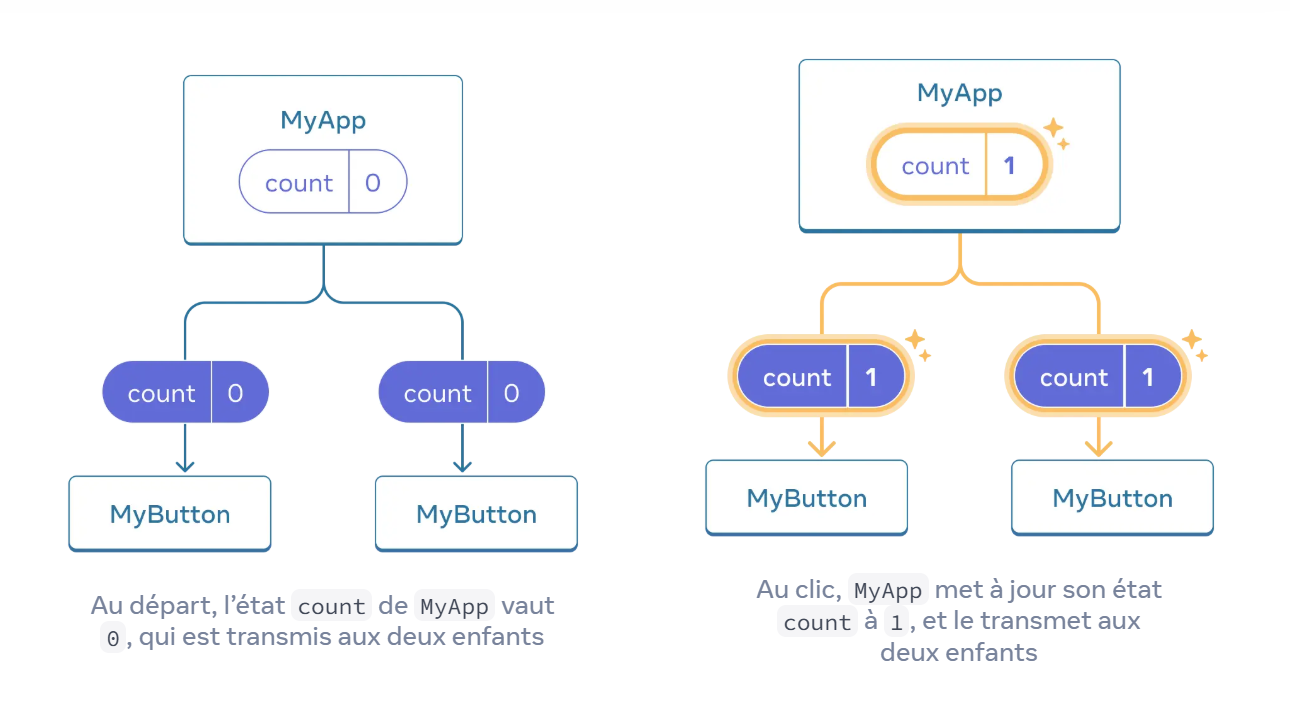 MyApp
count 0
count 0
count 0
MyButton
MyButton
Au départ, l’état count de MyApp vaut
0, qui est transmis aux deux enfants
MyApp
count 1
count 1
count 1
MyButton
MyButton
Au clic, MyApp met à jour son état
count à 1, et le transmet aux
deux enfants